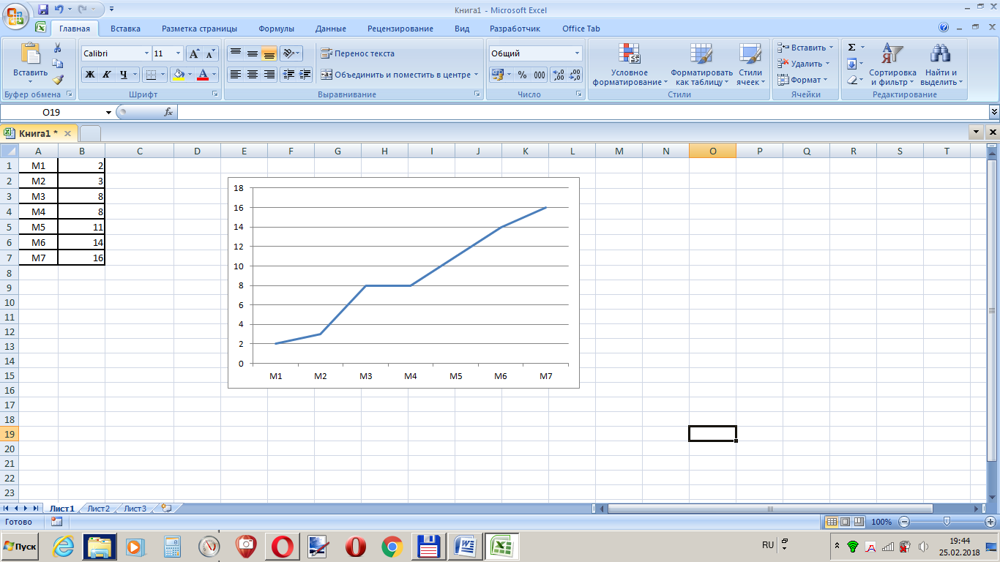 Книга1 - Microsoft Excel
Главная Вставка Разметка страницы Формулы Данные Рецензирование Вид Разработчик Office Tab
Вставить
Буфер обмена
Calibri 11
Ж К Ч А
Шрифт
Перенос текста
Объединить и поместить в центре
Выравнивание
Общий
% 000
Число
Условное форматирование
Форматировать как таблицу
Стили ячеек
Стили
Вставить
Удалить
Формат
Ячейки
Σ
Сортировка и фильтр
Найти и выделить
Редактирование
O19 fx
Книга1 *
A B C D E F G H I J K L M N O P Q R S T
1 M1 2
2 M2 3
3 M3 8
4 M4 8
5 M5 11
6 M6 14
7 M7 16
8
9
10
11
12
13
14
15
16
17
18
19
20
21
22
23
18
16
14
12
10
8
6
4
2
0
M1 M2 M3 M4 M5 M6 M7
Лист1 Лист2 Лист3
Готово 100%
Пуск RU 19:44
25.02.2018